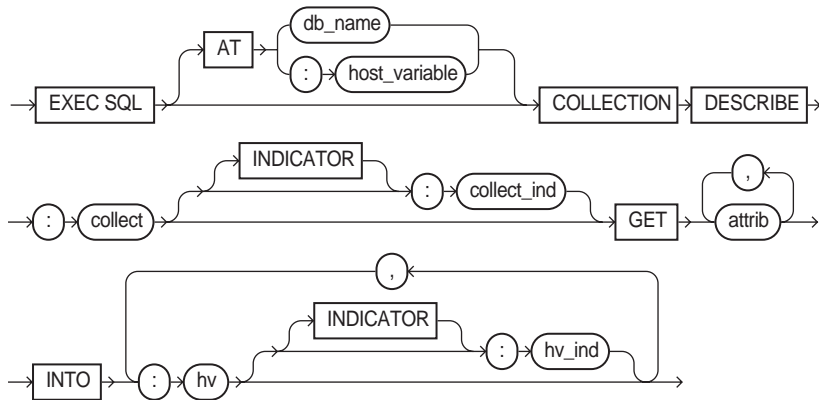 db_name
AT
: host_variable
EXEC SQL COLLECTION DESCRIBE
INDICATOR ,
: collect : collect_ind GET attrib
,
INDICATOR
INTO : hv : hv_ind